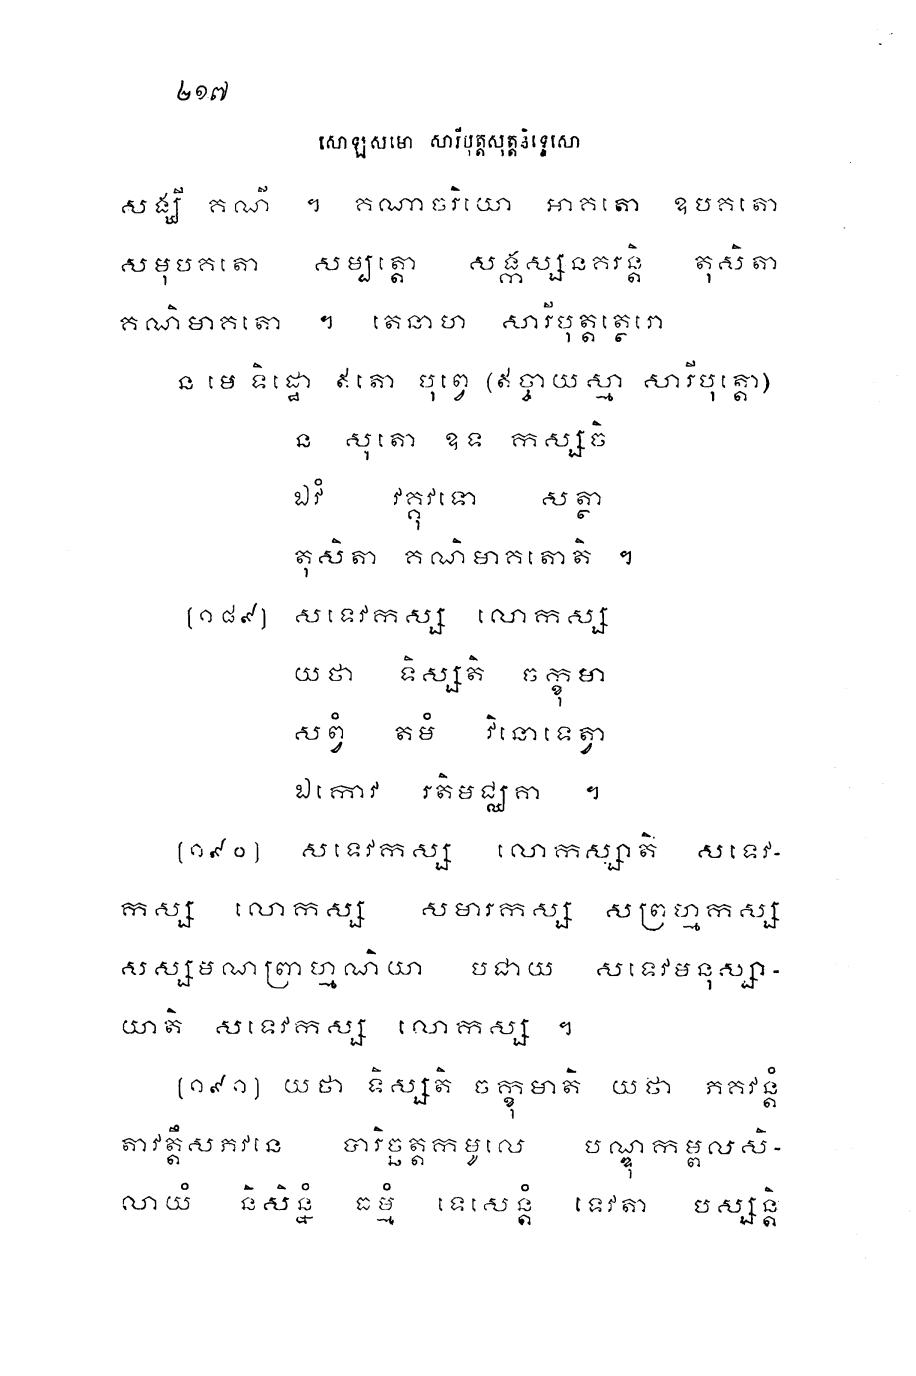 ៤១៧
សោឡសមោ សារីបុត្តសុត្តនិទ្ទេសោ
សង្ឃី គណី ។ គណាចរិយោ អាគតោ ឧបគតោ
សមុបគតោ សម្បត្តោ សង្កស្សនគរន្តិ តុសិតា
គណិមាគតោ ។ តេនាហ សារីបុត្តត្ថេរោ
ន មេ ទិដ្ឋោ ឥតោ បុព្វេ (ឥច្ចាយស្មា សារីបុត្តោ)
ន សុតោ ឧទ កស្សចិ
ឯវំ វគ្គុវទោ សត្ថា
តុសិតា គណិមាគតោតិ ។
(១៨៩) សទេវកស្ស លោកស្ស
យថា ទិស្សតិ ចក្ខុមា
សព្វំ តមំ វិនោទេត្វា
ឯកោវ រតិមជ្ឈគា ។
(១៩០) សទេវកស្ស លោកស្សាតិ សទេវ-
កស្ស លោកស្ស សមារកស្ស សព្រហ្មកស្ស
សស្សមណព្រាហ្មណិយា បជាយ សទេវមនុស្សា-
យាតិ សទេវកស្ស លោកស្ស ។
(១៩១) យថា ទិស្សតិ ចក្ខុមាតិ យថា ភគវន្តំ
តាវត្តឹសភវនេ បារិច្ឆត្តកមូលេ បណ្ឌុកម្ពលសិ-
លាយំ និសិន្នំ ធម្មំ ទេសេន្តំ ទេវតា បស្សន្តិ